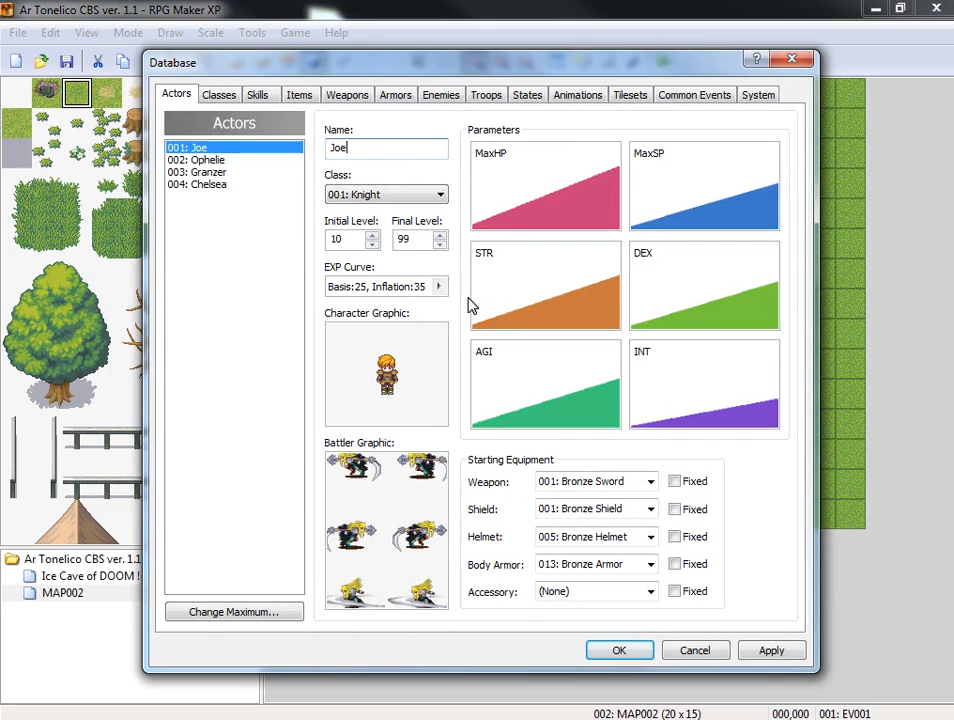 Ar Tonelico CBS ver. 1.1 - RPG Maker XP
File Edit View Mode Draw Scale Tools Game Help
Database
Actors Classes Skills Items Weapons Armors Enemies Troops States Animations Tilesets Common Events System
Actors
001: Joe
002: Ophelie
003: Granzer
004: Chelsea
Change Maximum...
Name:
Joe
Class:
001: Knight
Initial Level: Final Level:
10 99
EXP Curve:
Basis:25, Inflation:35
Character Graphic:
Battler Graphic:
Parameters
MaxHP MaxSP
STR DEX
AGI INT
Starting Equipment
Weapon: 001: Bronze Sword Fixed
Shield: 001: Bronze Shield Fixed
Helmet: 005: Bronze Helmet Fixed
Body Armor: 013: Bronze Armor Fixed
Accessory: (None) Fixed
OK Cancel Apply
Ar Tonelico CBS ver. 1.1
Ice Cave of DOOM !
MAP002
002: MAP002 (20 x 15) 000,000 001: EV001